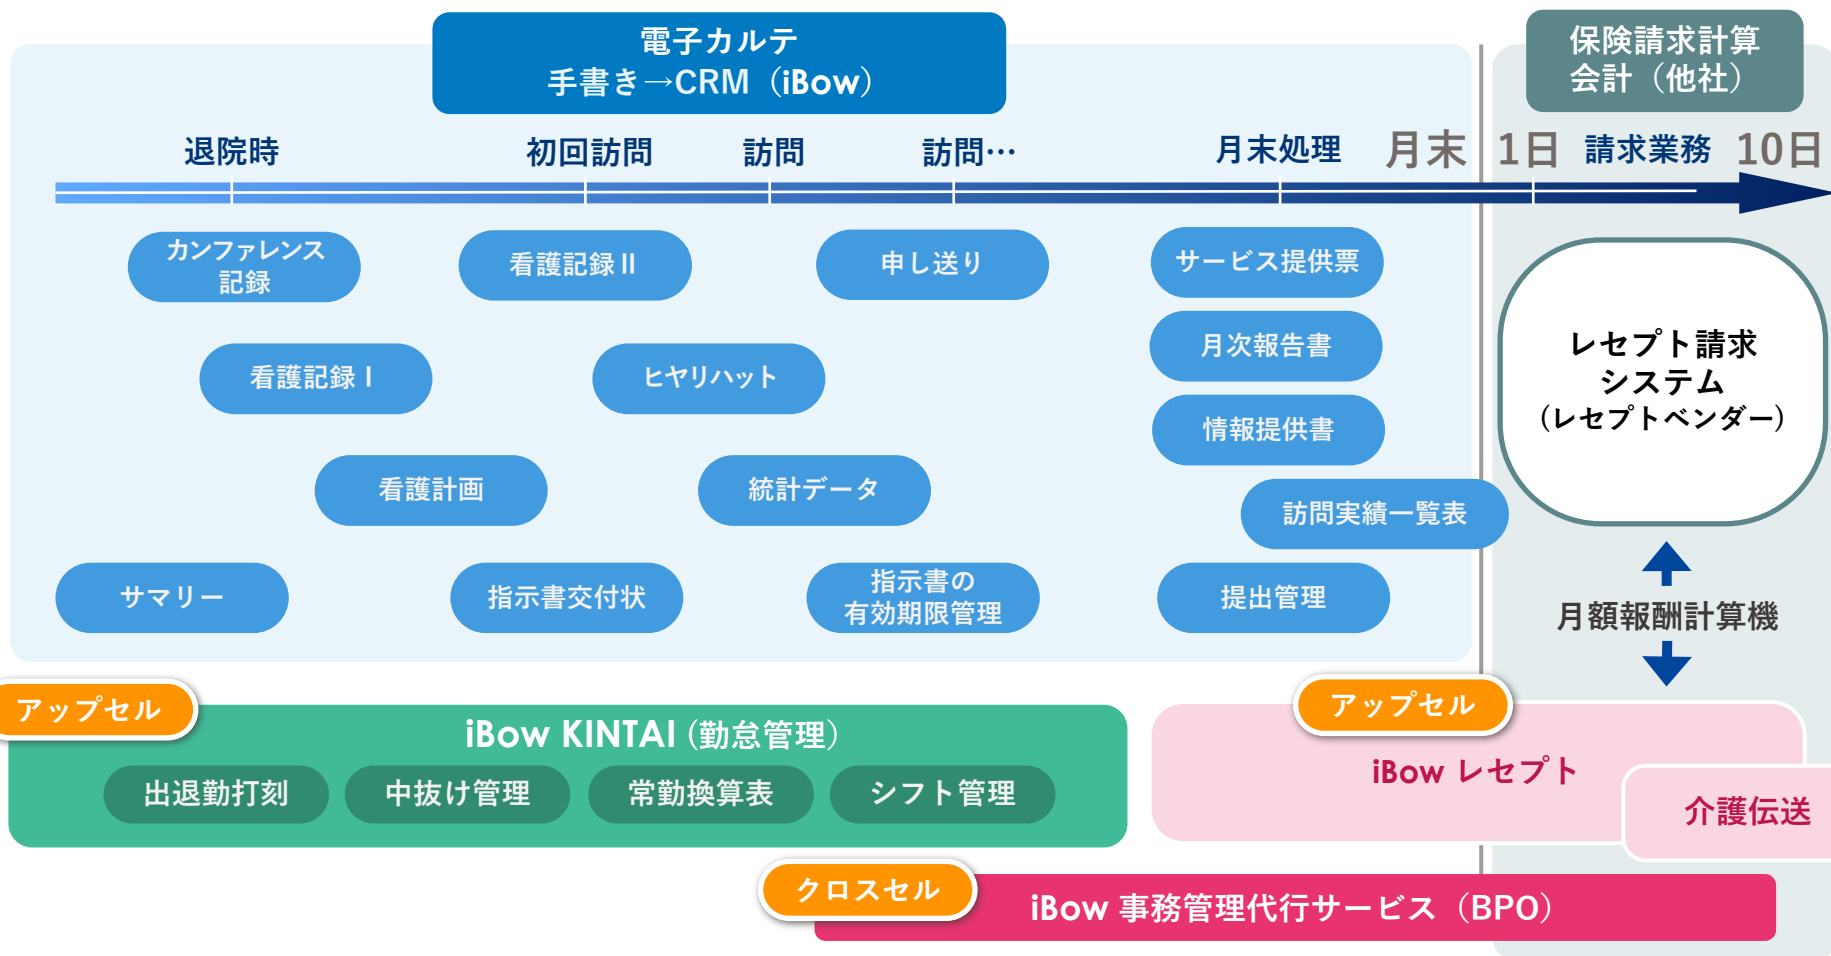 電子カルテ
手書き→CRM（iBow）
保険請求計算
会計（他社）
退院時
初回訪問
訪問
訪問…
月末処理
月末
1日
請求業務
10日
カンファレンス
記録
看護記録Ⅱ
申し送り
サービス提供票
看護記録Ⅰ
ヒヤリハット
月次報告書
情報提供書
看護計画
統計データ
訪問実績一覧表
サマリー
指示書交付状
指示書の
有効期限管理
提出管理
レセプト請求
システム
（レセプトベンダー）
月額報酬計算機
アップセル
iBow KINTAI (勤怠管理）
出退勤打刻
中抜け管理
常勤換算表
シフト管理
アップセル
iBow レセプト
介護伝送
クロスセル
iBow 事務管理代行サービス（BPO）